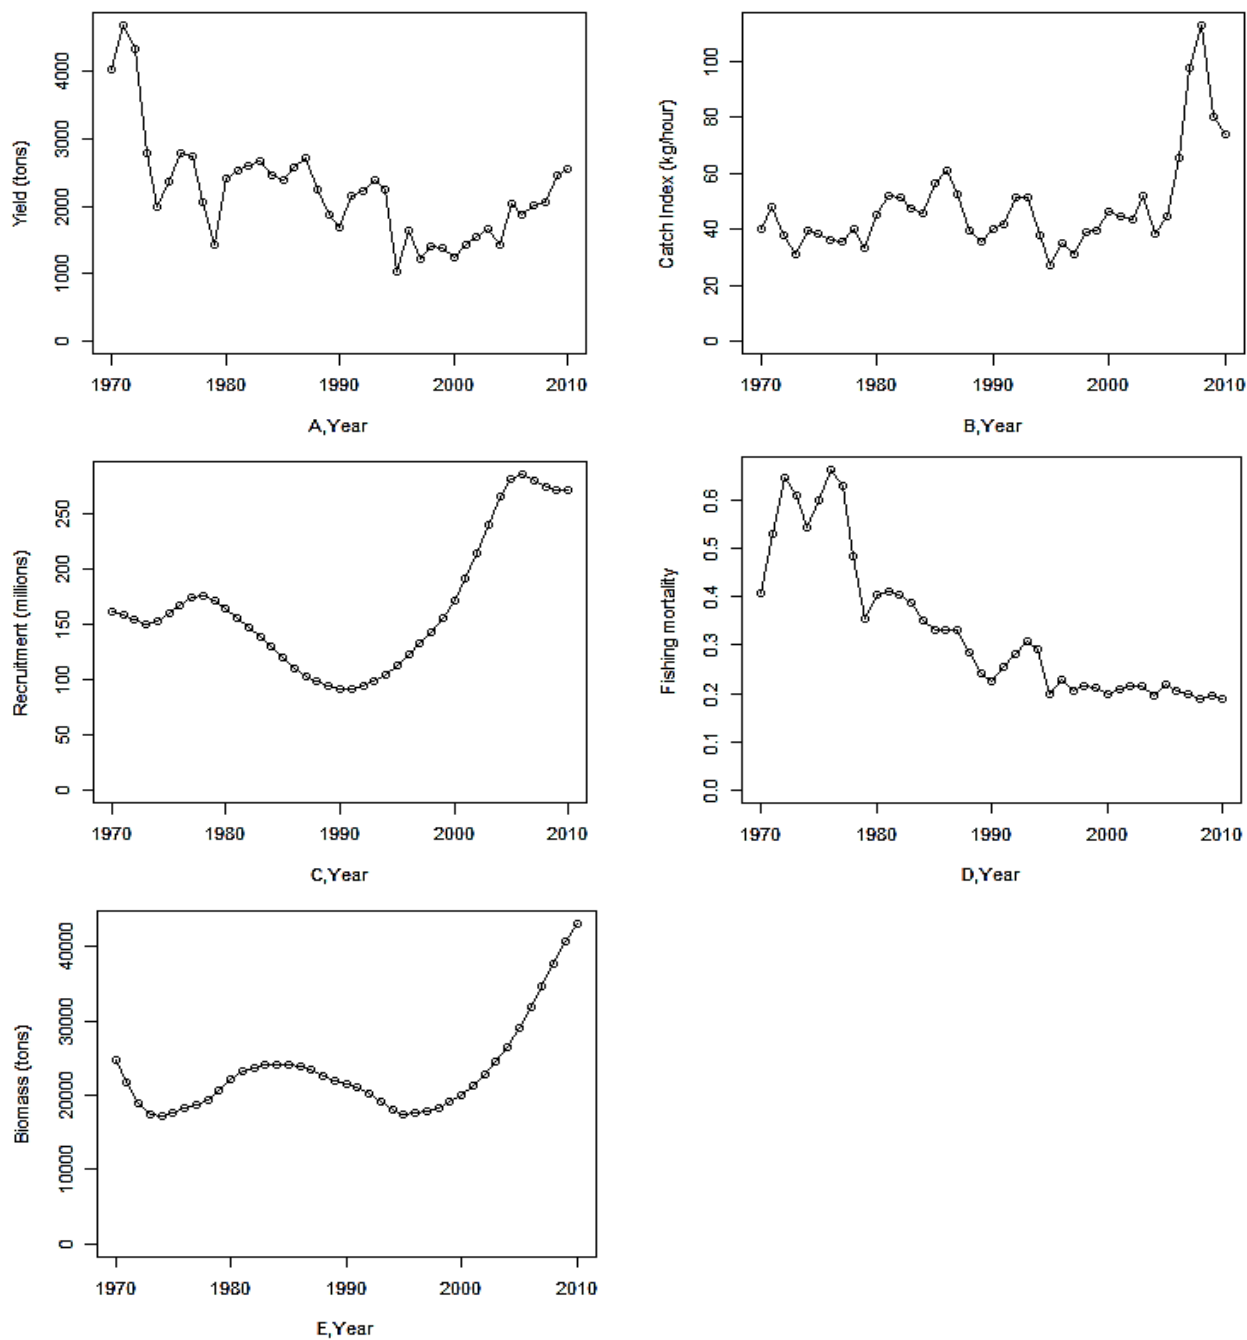 Yield (tons)
0 1000 2000 3000 4000
1970 1980 1990 2000 2010
A,Year
Catch Index (kg/hour)
0 20 40 60 80 100
1970 1980 1990 2000 2010
B,Year
Recruitment (millions)
0 50 100 150 200 250
1970 1980 1990 2000 2010
C,Year
Fishing mortality
0.0 0.1 0.2 0.3 0.4 0.5 0.6
1970 1980 1990 2000 2010
D,Year
Biomass (tons)
0 10000 20000 30000 40000
1970 1980 1990 2000 2010
E,Year